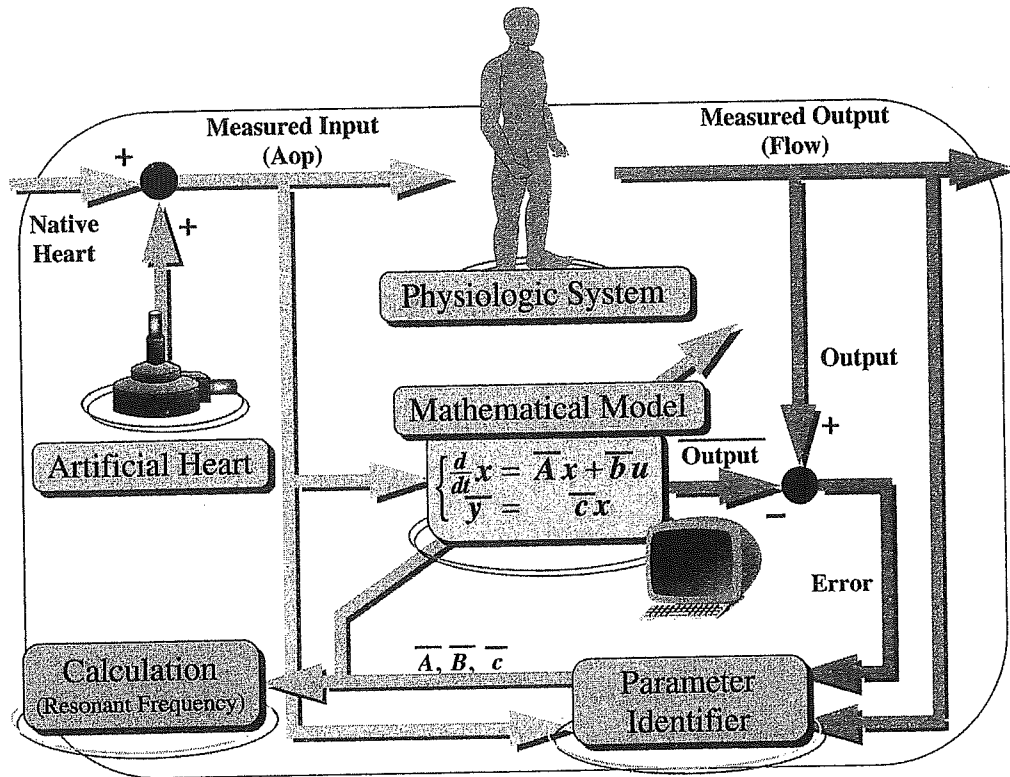 Measured Input
(Aop)
Measured Output
(Flow)
+
Native
Heart
+
Physiologic System
Output
+
Mathematical Model
Artificial Heart
{ d/dt x = A̅x + b̅u
y̅ = c̅x
O̅u̅t̅p̅u̅t̅
−
Error
A̅, B̅, c̅
Calculation
(Resonant Frequency)
Parameter
Identifier